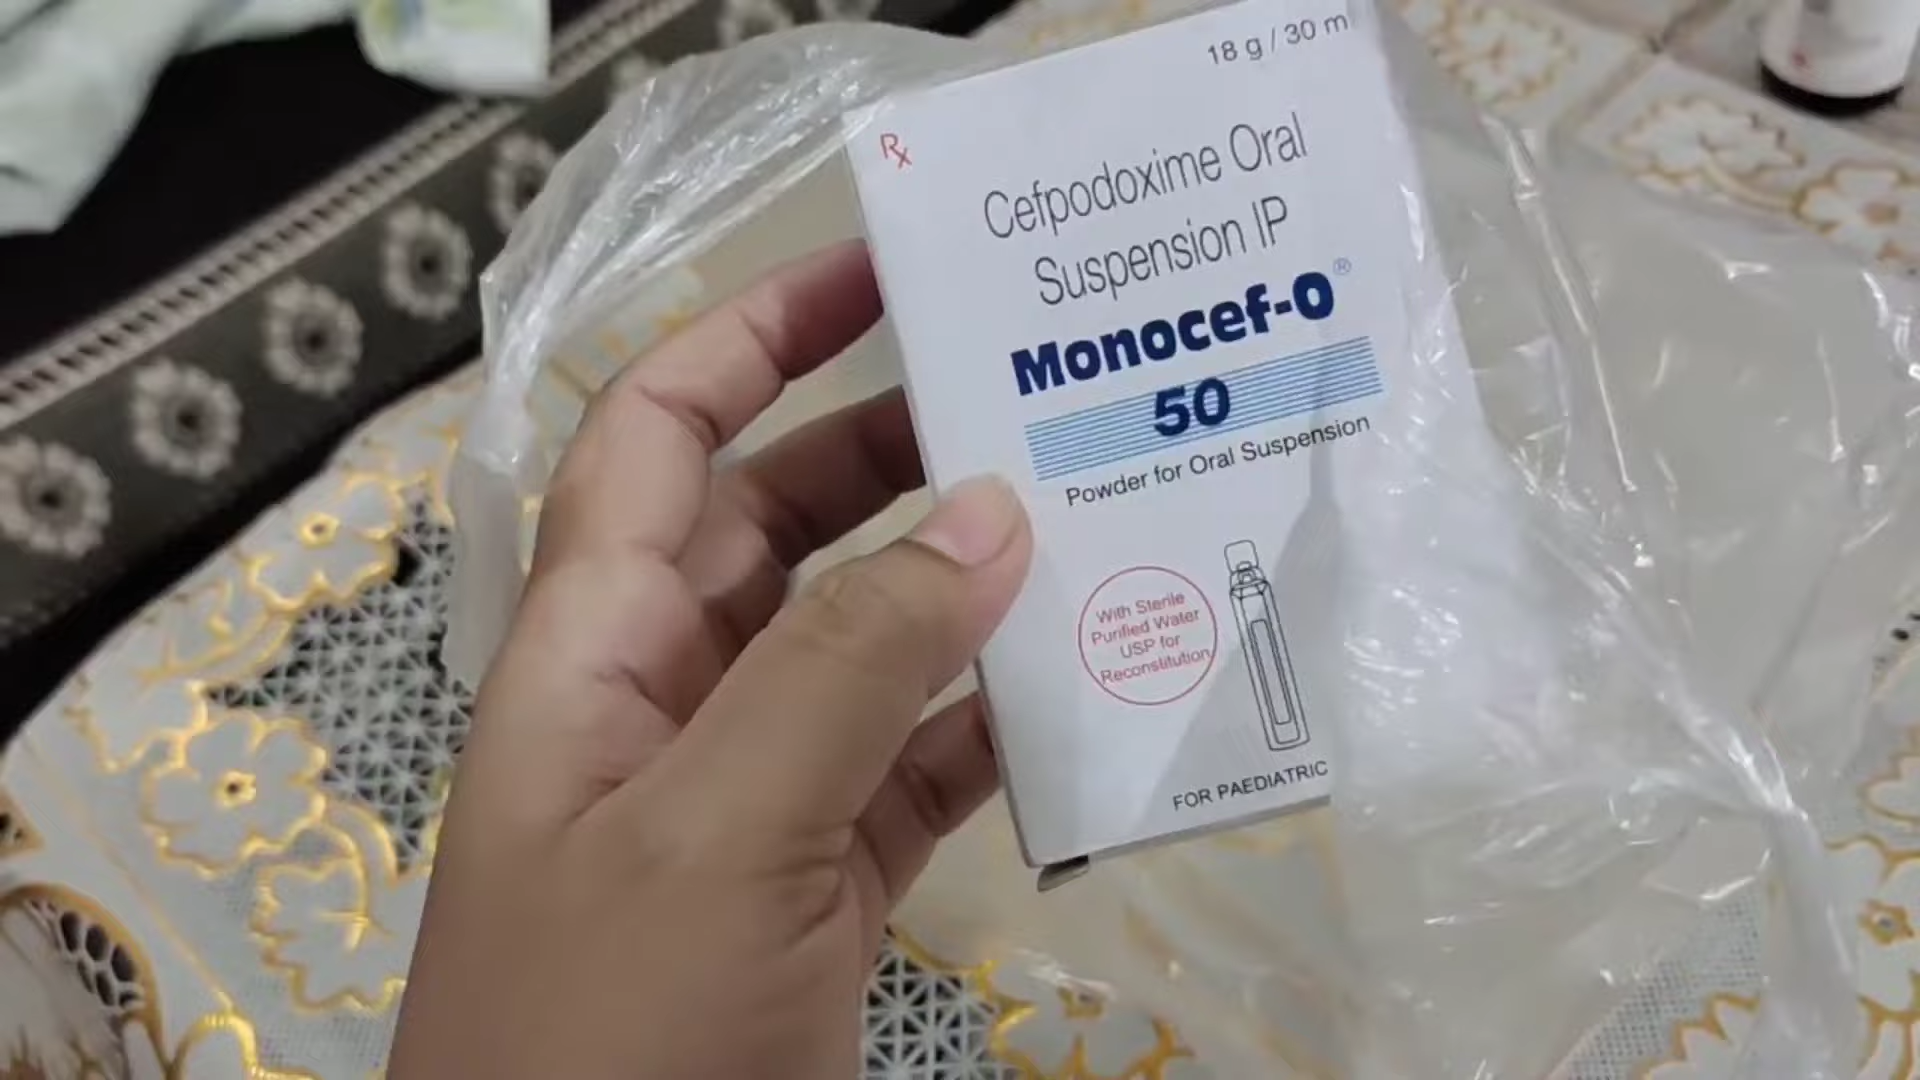 18 g / 30 m
Rx
Cefpodoxime Oral
Suspension IP
Monocef-O®
50
Powder for Oral Suspension
With Sterile
Purified Water
USP for
Reconstitution
FOR PAEDIATRIC